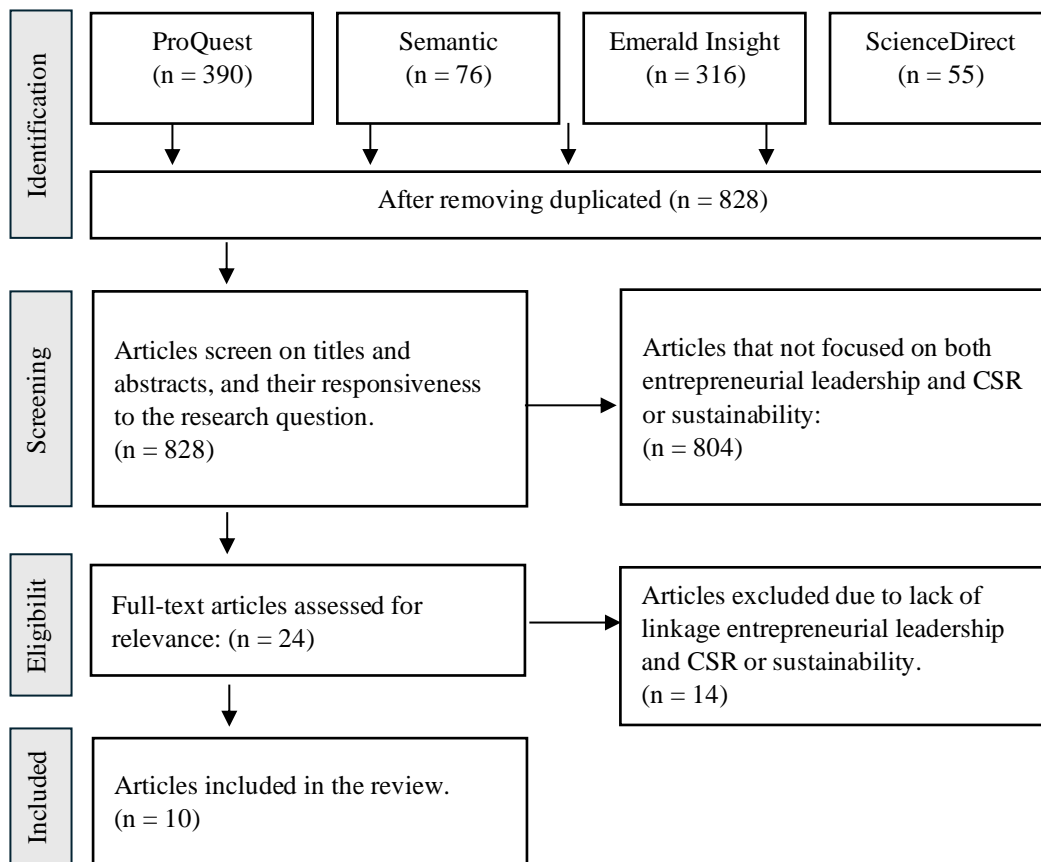 Identification
ProQuest
(n = 390)
Semantic
(n = 76)
Emerald Insight
(n = 316)
ScienceDirect
(n = 55)
After removing duplicated (n = 828)
Screening
Articles screen on titles and
abstracts, and their responsiveness
to the research question.
(n = 828)
Articles that not focused on both
entrepreneurial leadership and CSR
or sustainability:
(n = 804)
Eligibilit
Full-text articles assessed for
relevance: (n = 24)
Articles excluded due to lack of
linkage entrepreneurial leadership
and CSR or sustainability.
(n = 14)
Included
Articles included in the review.
(n = 10)